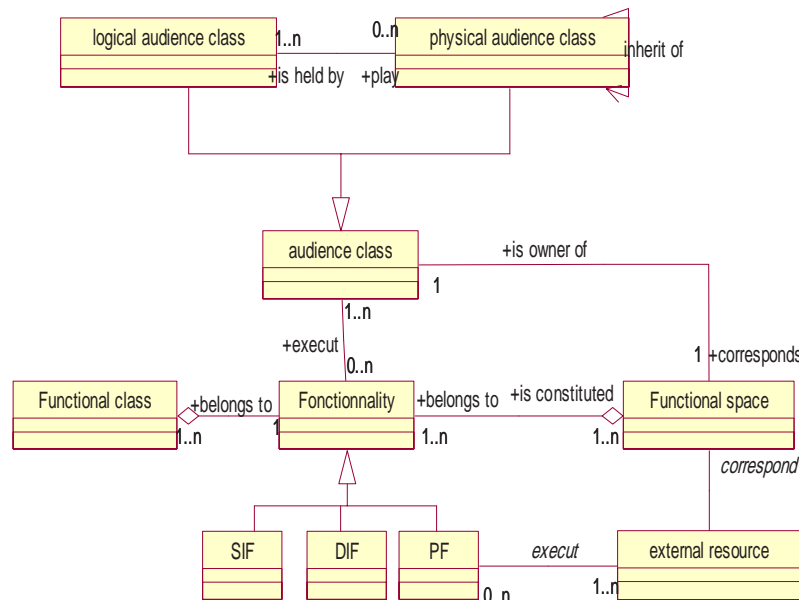 logical audience class
1..n
0..n
physical audience class
inherit of
+is held by
+play
audience class
+is owner of
1
1..n
+execut
0..n
1
+corresponds
Functional class
+belongs to
1..n
1
Fonctionnality
+belongs to
1..n
+is constituted
1..n
Functional space
correspond
SIF
DIF
PF
execut
0..n
1..n
external resource